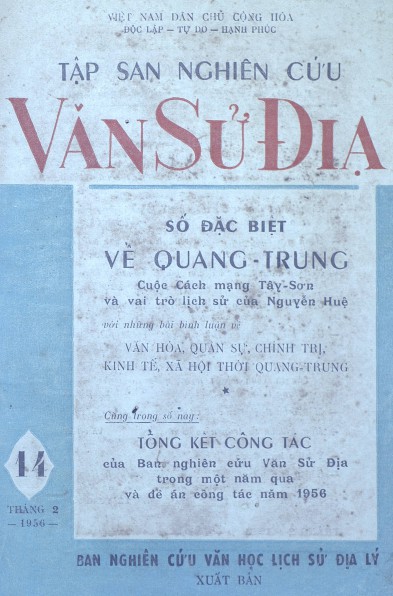 VIỆT NAM DÂN CHỦ CỘNG HÒA
ĐỘC LẬP — TỰ DO — HẠNH PHÚC
TẬP SAN NGHIÊN CỨU
VĂN SỬ ĐỊA
SỐ ĐẶC BIỆT
VỀ QUANG-TRUNG
Cuộc Cách mạng Tây-Sơn
và vai trò lịch sử của Nguyễn Huệ
với những bài bình luận về
VĂN HÓA, QUÂN SỰ, CHÍNH TRỊ,
KINH TẾ, XÃ HỘI THỜI QUANG-TRUNG
Cùng trong số này:
TỔNG KẾT CÔNG TÁC
của Ban nghiên cứu Văn Sử Địa
trong một năm qua
và đề án công tác năm 1956
14
THÁNG 2
— 1956 —
BAN NGHIÊN CỨU VĂN HỌC LỊCH SỬ ĐỊA LÝ
XUẤT BẢN